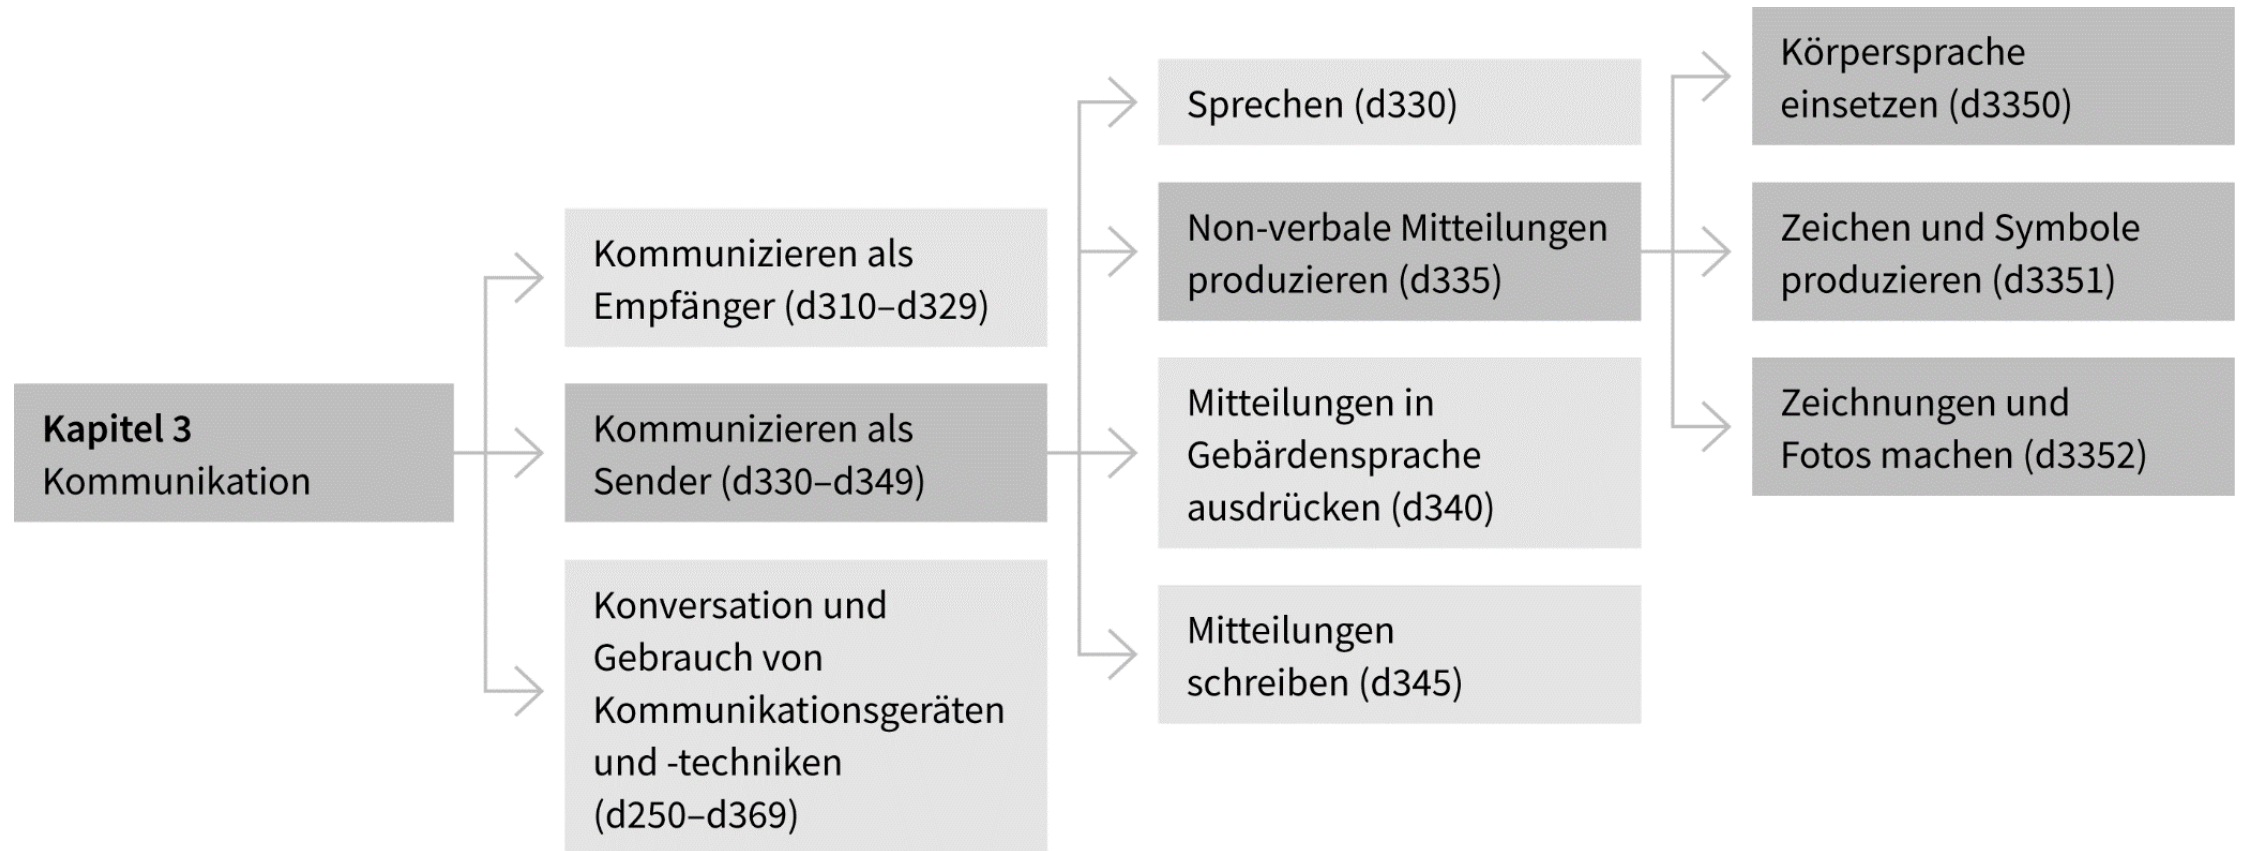 Kapitel 3
Kommunikation
Kommunizieren als
Empfänger (d310–d329)
Kommunizieren als
Sender (d330–d349)
Konversation und
Gebrauch von
Kommunikationsgeräten
und -techniken
(d250–d369)
Sprechen (d330)
Non-verbale Mitteilungen
produzieren (d335)
Mitteilungen in
Gebärdensprache
ausdrücken (d340)
Mitteilungen
schreiben (d345)
Körpersprache
einsetzen (d3350)
Zeichen und Symbole
produzieren (d3351)
Zeichnungen und
Fotos machen (d3352)